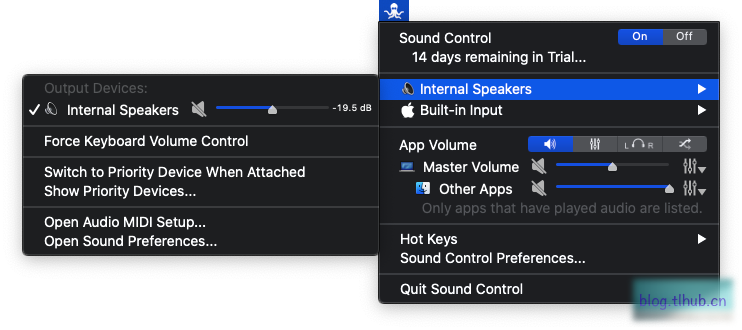 Sound Control On Off
14 days remaining in Trial...
Output Devices:
✓ Internal Speakers -19.5 dB
Force Keyboard Volume Control
Switch to Priority Device When Attached
Show Priority Devices...
Open Audio MIDI Setup...
Open Sound Preferences...
Internal Speakers
Built-in Input
App Volume L R
Master Volume
Other Apps
Only apps that have played audio are listed.
Hot Keys
Sound Control Preferences...
Quit Sound Control
blog.tlhub.cn